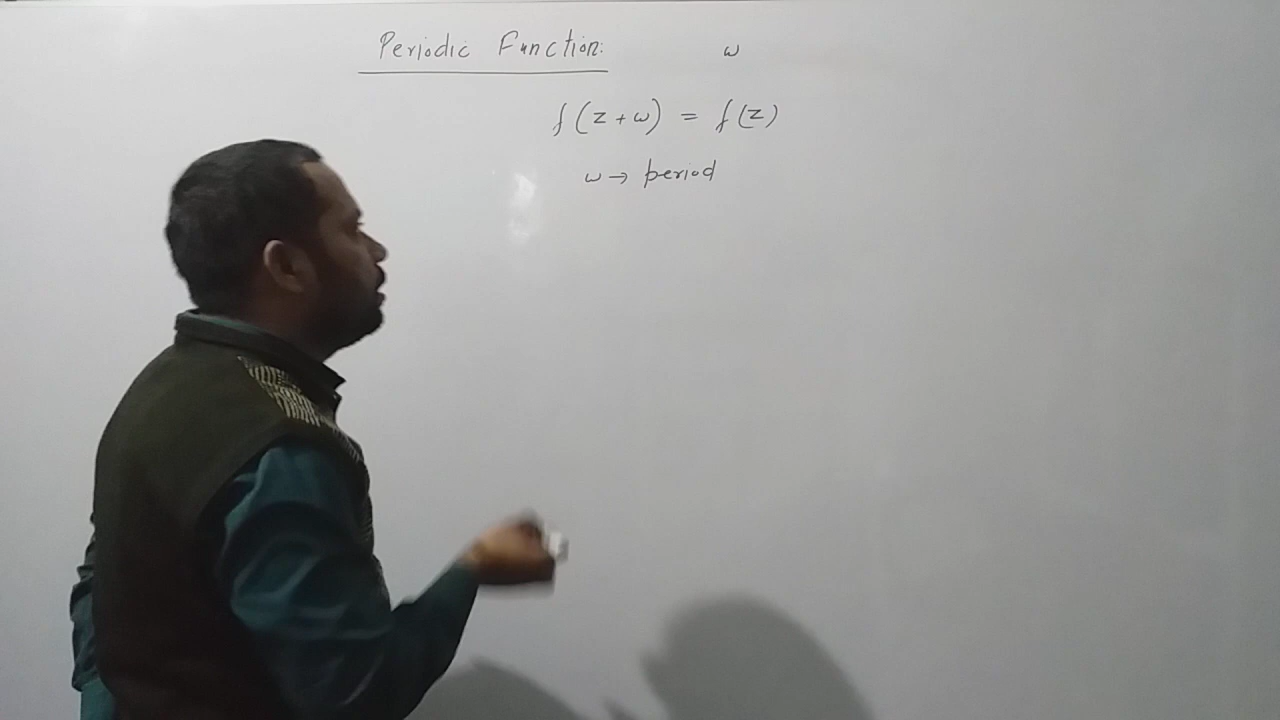 Periodic Function: ω
f(z+ω) = f(z)
ω → period